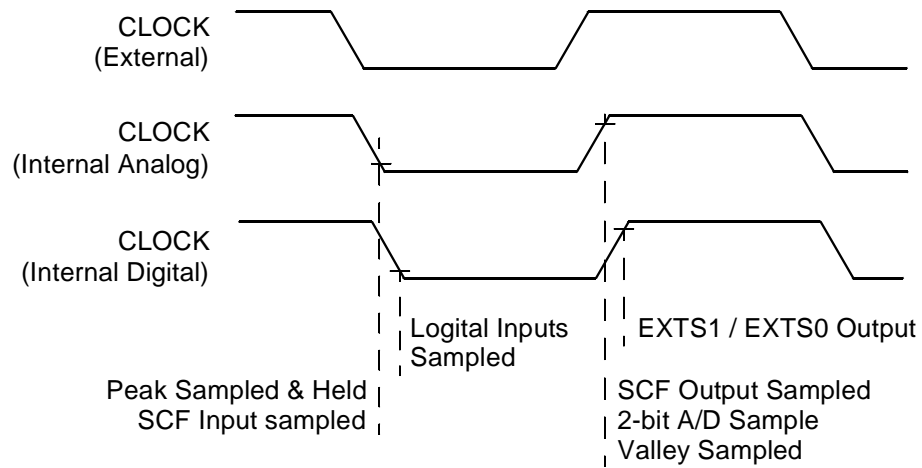 CLOCK
(External)
CLOCK
(Internal Analog)
CLOCK
(Internal Digital)
Logital Inputs
Sampled
EXTS1 / EXTS0 Output
Peak Sampled & Held
SCF Input sampled
SCF Output Sampled
2-bit A/D Sample
Valley Sampled